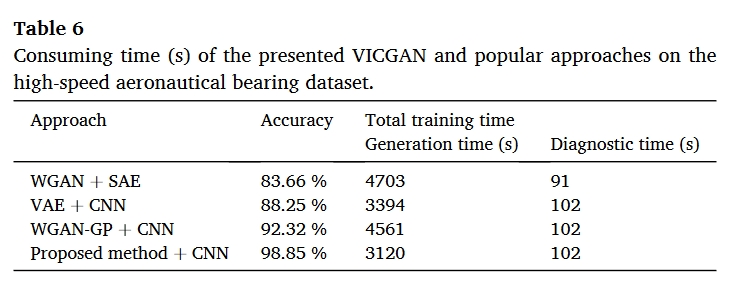 Table 6
Consuming time (s) of the presented VICGAN and popular approaches on the
high-speed aeronautical bearing dataset.
Approach Accuracy Total training time
Generation time (s) Diagnostic time (s)
WGAN + SAE 83.66 % 4703 91
VAE + CNN 88.25 % 3394 102
WGAN-GP + CNN 92.32 % 4561 102
Proposed method + CNN 98.85 % 3120 102